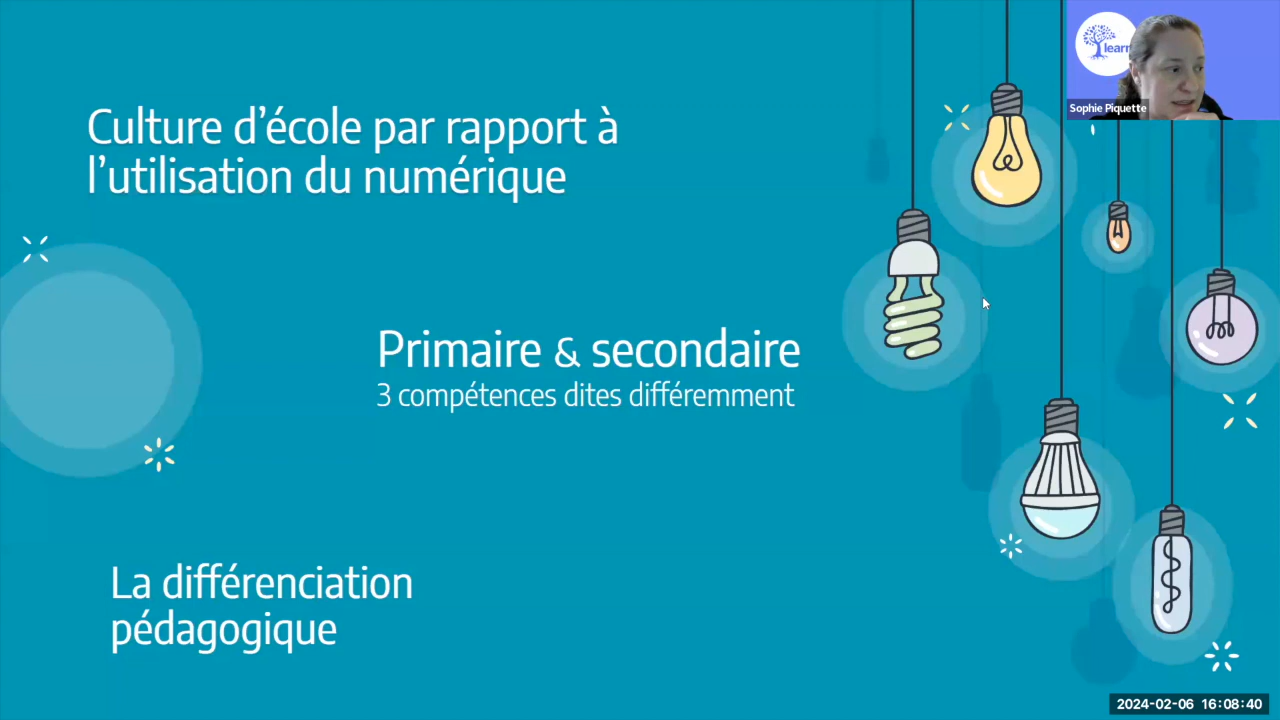 Culture d’école par rapport à
l’utilisation du numérique
learn
Sophie Piquette
Primaire & secondaire
3 compétences dites différemment
La différenciation
pédagogique
2024-02-06 16:08:40